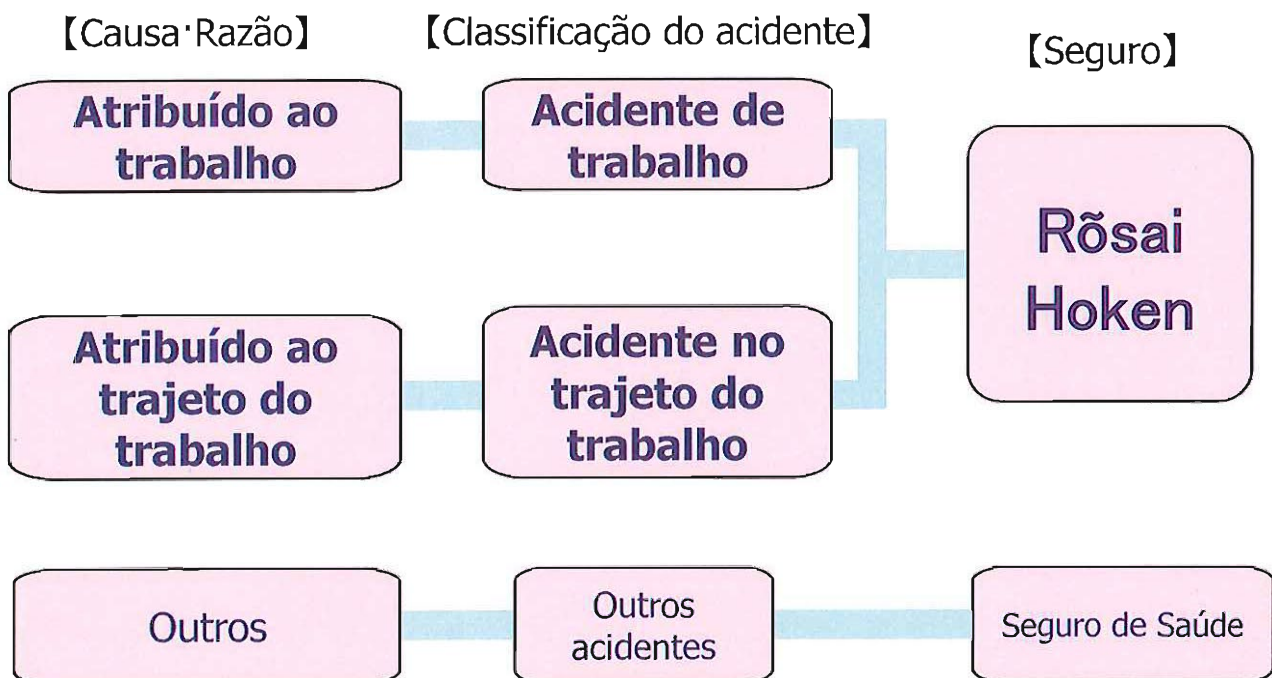 【Causa·Razão】
【Classificação do acidente】
【Seguro】
Atribuído ao
trabalho
Acidente de
trabalho
Rõsai
Hoken
Atribuído ao
trajeto do
trabalho
Acidente no
trajeto do
trabalho
Outros
Outros
acidentes
Seguro de Saúde